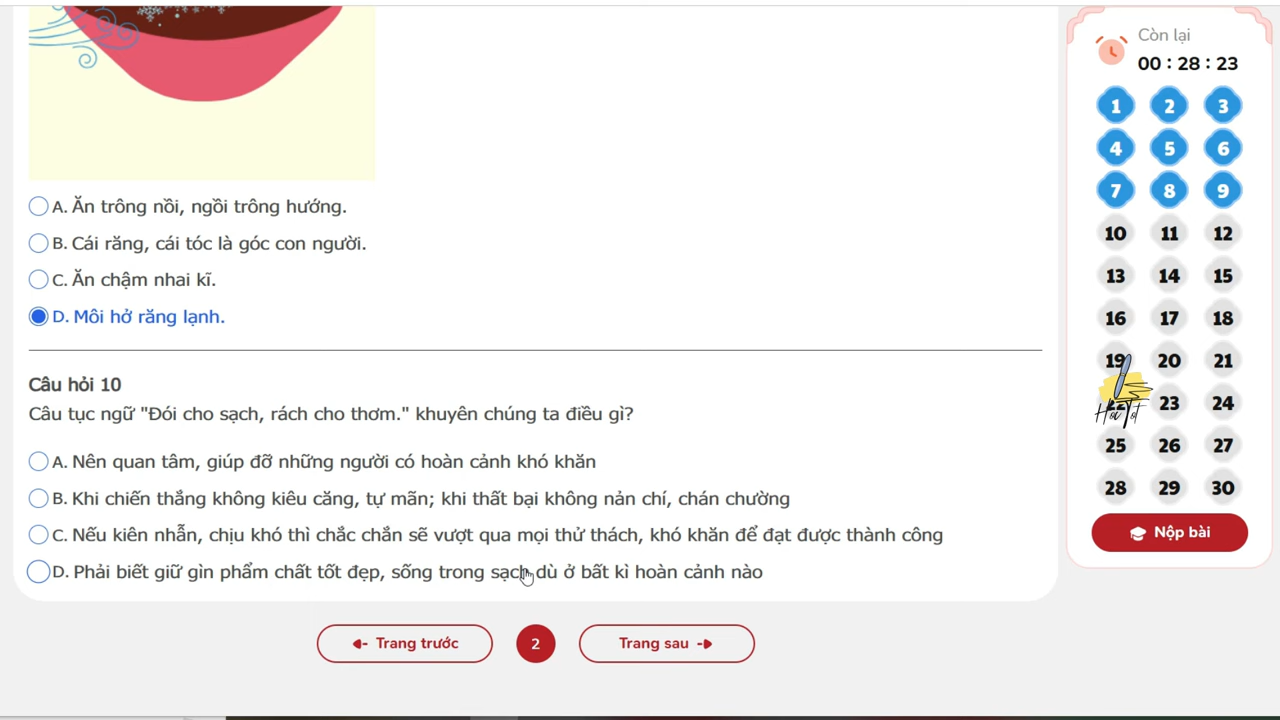 A. Ăn trông nồi, ngồi trông hướng.
B. Cái răng, cái tóc là góc con người.
C. Ăn chậm nhai kĩ.
D. Môi hở răng lạnh.
Câu hỏi 10
Câu tục ngữ "Đói cho sạch, rách cho thơm." khuyên chúng ta điều gì?
A. Nên quan tâm, giúp đỡ những người có hoàn cảnh khó khăn
B. Khi chiến thắng không kiêu căng, tự mãn; khi thất bại không nản chí, chán chường
C. Nếu kiên nhẫn, chịu khó thì chắc chắn sẽ vượt qua mọi thử thách, khó khăn để đạt được thành công
D. Phải biết giữ gìn phẩm chất tốt đẹp, sống trong sạch dù ở bất kì hoàn cảnh nào
Trang trước 2 Trang sau
Còn lại
00 : 28 : 23
1 2 3
4 5 6
7 8 9
10 11 12
13 14 15
16 17 18
19 20 21
22 23 24
25 26 27
28 29 30
Nộp bài